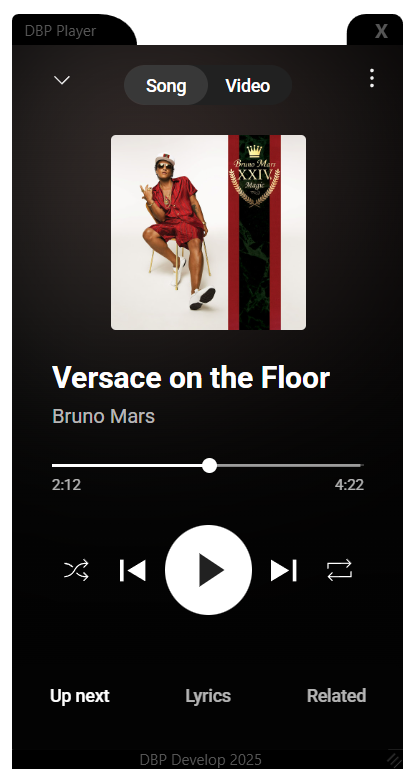 DBP Player
X
Song
Video
Bruno Mars
XXIV
Magic
Versace on the Floor
Bruno Mars
2:12
4:22
Up next
Lyrics
Related
DBP Develop 2025